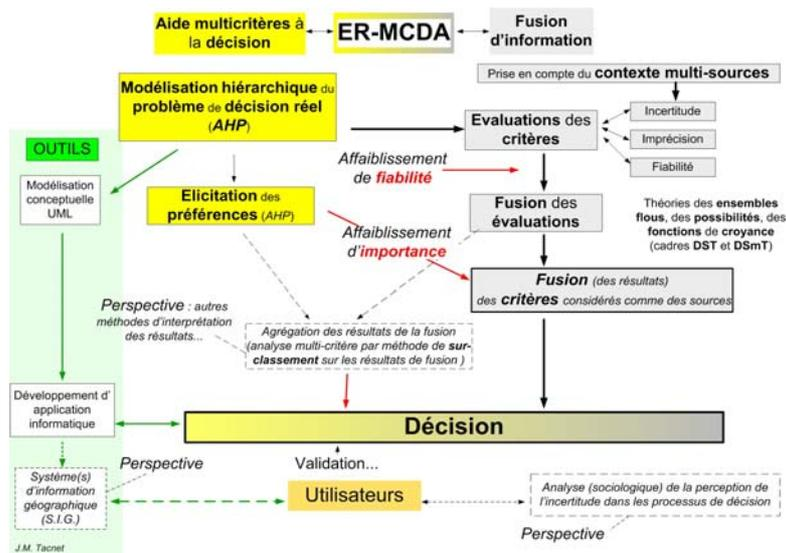 Aide multicritères à
la décision
ER-MCDA
Fusion
d'information
Prise en compte du contexte multi-sources
Modélisation hiérarchique du
problème de décision réel
(AHP)
Evaluations des
critères
Incertitude
Imprécision
Fiabilité
OUTILS
Modélisation
conceptuelle
UML
Affaiblissement
de fiabilité
Elicitation des
préférences (AHP)
Fusion des
évaluations
Théories des ensembles
flous, des possibilités, des
fonctions de croyance
(cadres DST et DSmT)
Affaiblissement
d'importance
Fusion (des résultats)
des critères considérés comme des sources
Perspective : autres
méthodes d'interprétation
des résultats...
Agrégation des résultats de la fusion
(analyse multi-critère par méthode de sur-
classement sur les résultats de fusion )
Développement d'
application
informatique
Décision
Perspective
Validation...
Système(s)
d'information
géographique
(S.I.G.)
Utilisateurs
Analyse (sociologique) de la perception de
l'incertitude dans les processus de décision
Perspective
J.M. Tacnet